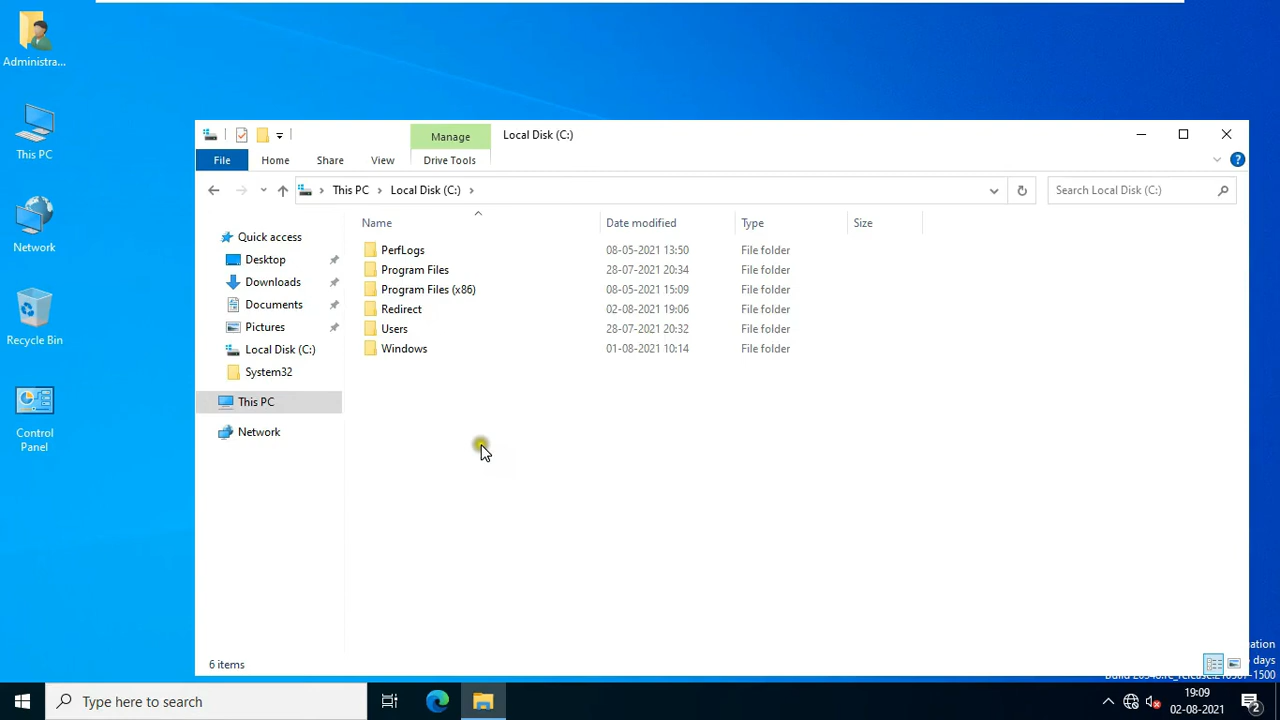 Administra...
This PC
Network
Recycle Bin
Control
Panel
Manage
Local Disk (C:)
File
Home
Share
View
Drive Tools
This PC
Local Disk (C:)
Search Local Disk (C:)
Name
Date modified
Type
Size
PerfLogs
08-05-2021 13:50
File folder
Program Files
28-07-2021 20:34
File folder
Program Files (x86)
08-05-2021 15:09
File folder
Redirect
02-08-2021 19:06
File folder
Users
28-07-2021 20:32
File folder
Windows
01-08-2021 10:14
File folder
Quick access
Desktop
Downloads
Documents
Pictures
Local Disk (C:)
System32
This PC
Network
6 items
days
Type here to search
19:09
02-08-2021
2